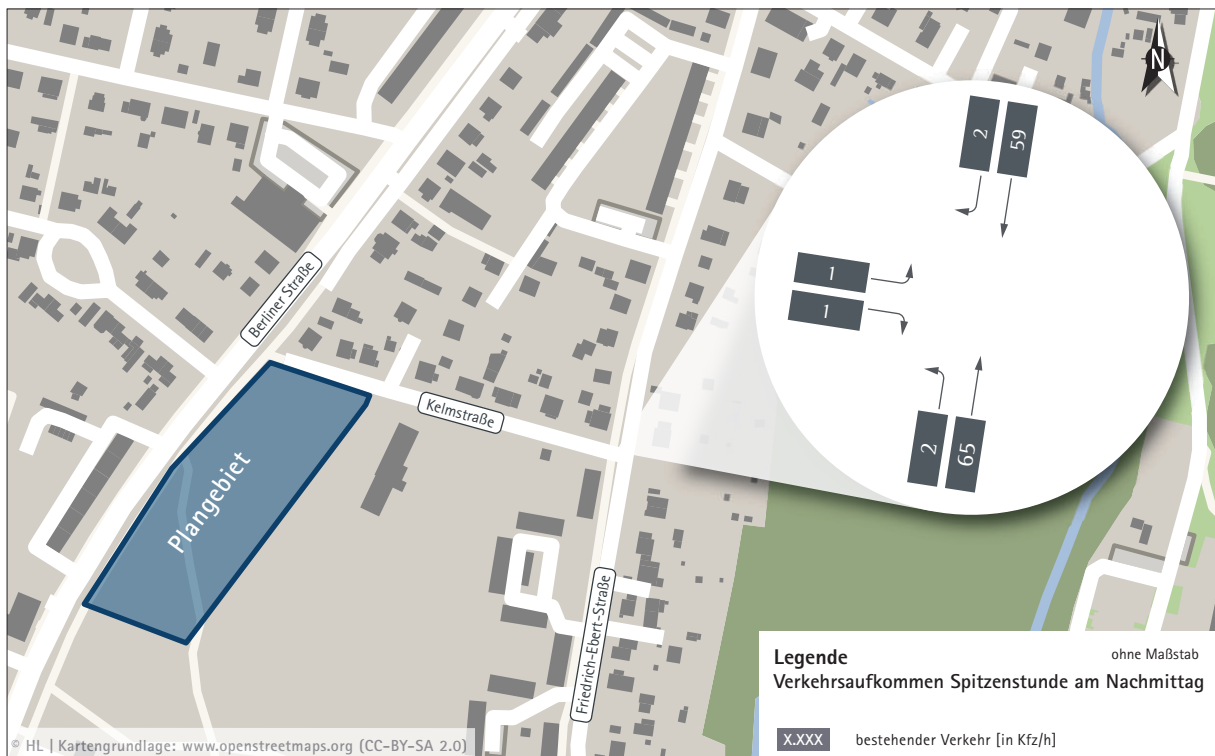 N
2
59
1
1
2
65
Berliner Straße
Kelmstraße
Plangebiet
Friedrich-Ebert-Straße
Legende
ohne Maßstab
Verkehrsaufkommen Spitzenstunde am Nachmittag
X.XXX bestehender Verkehr [in Kfz/h]
© HL | Kartengrundlage: www.openstreetmaps.org (CC-BY-SA 2.0)